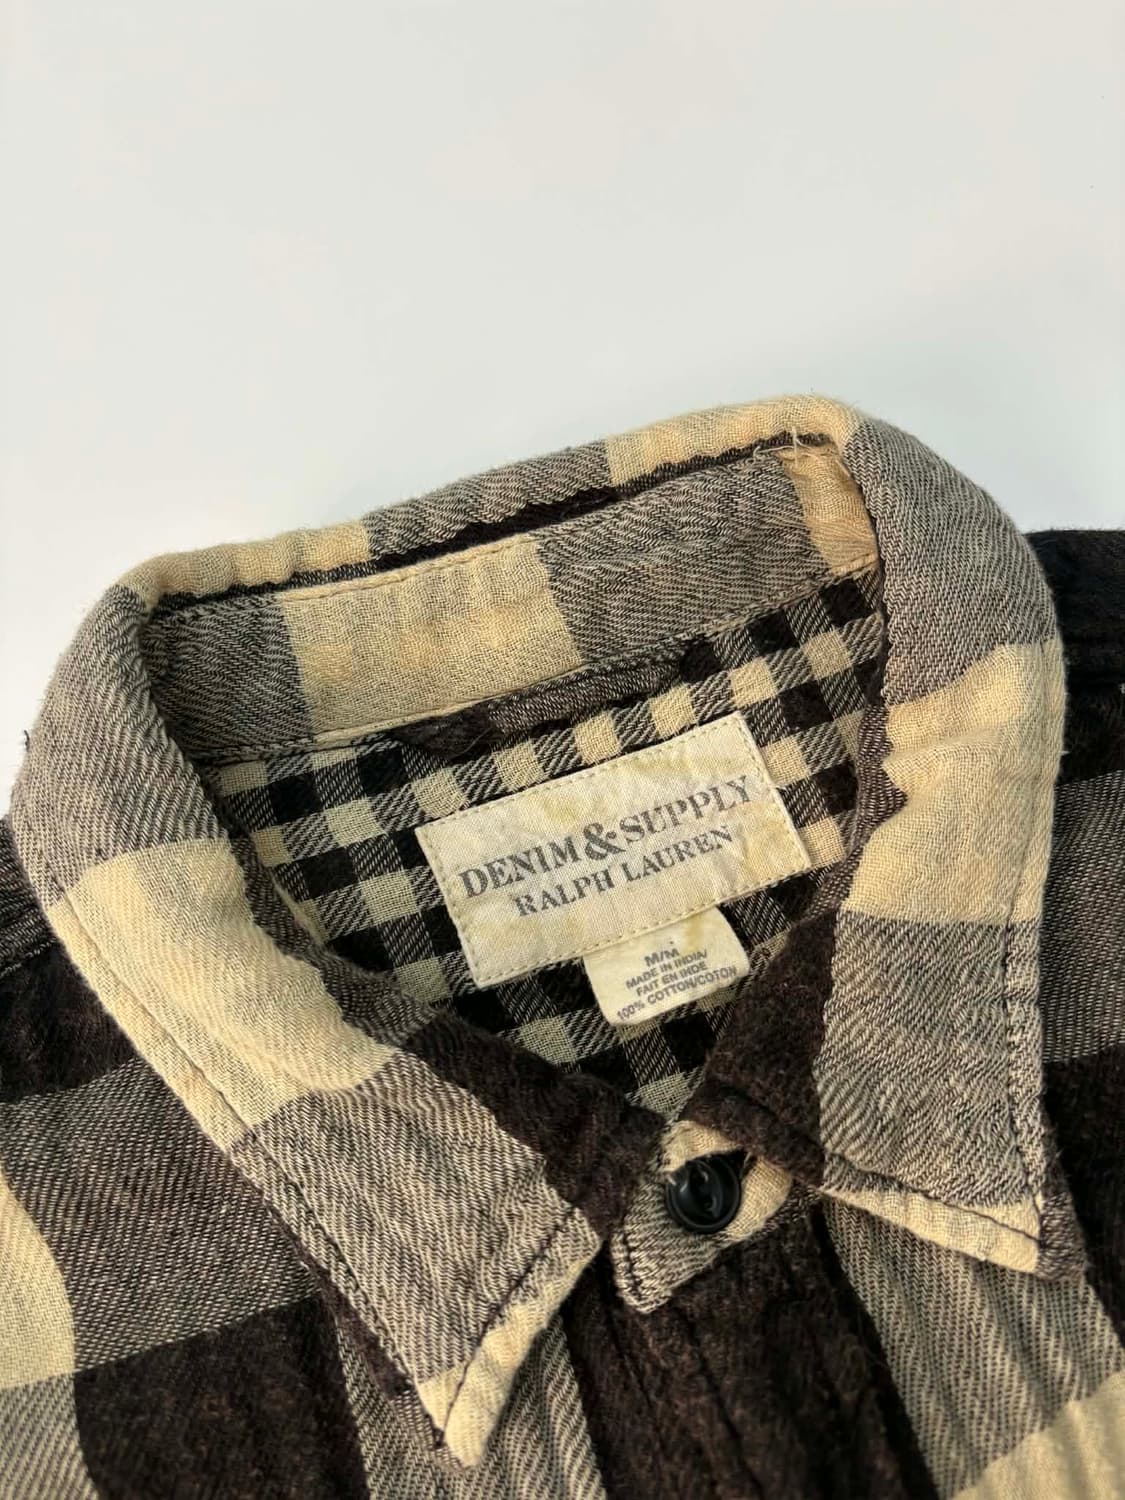 DENIM&SUPPLY
RALPH LAUREN
M/M
MADE IN INDIA/
FAIT EN INDE
100% COTTON/COTON